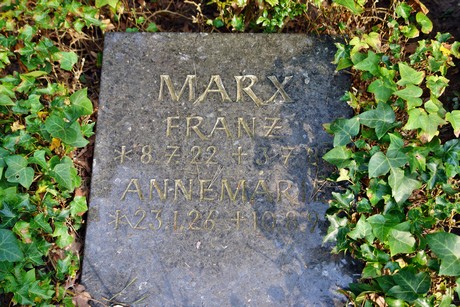 MARX
FRANZ
* 8.7.22 +
ANNEMARIE
* 23.1.26 +